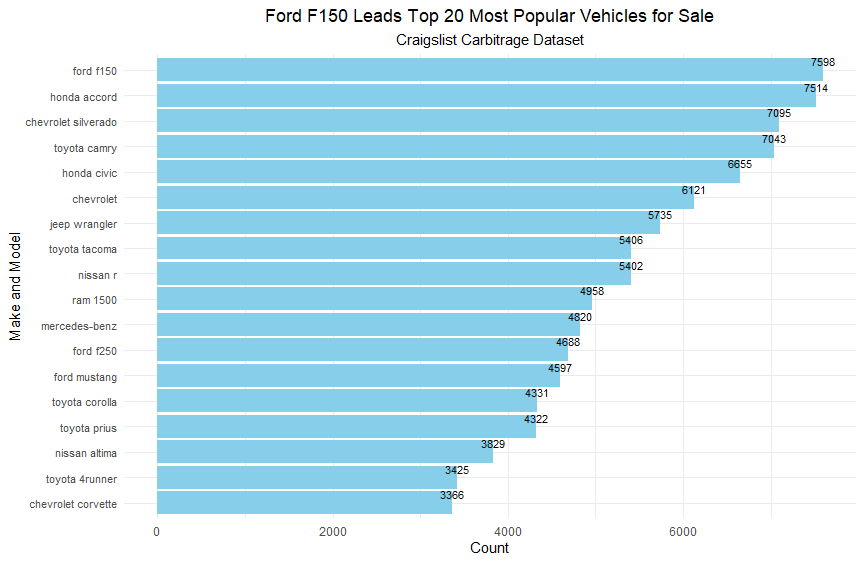 Ford F150 Leads Top 20 Most Popular Vehicles for Sale
Craigslist Carbitrage Dataset
Make and Model
ford f150 7598
honda accord 7514
chevrolet silverado 7095
toyota camry 7043
honda civic 6655
chevrolet 6121
jeep wrangler 5735
toyota tacoma 5406
nissan r 5402
ram 1500 4958
mercedes-benz 4820
ford f250 4688
ford mustang 4597
toyota corolla 4331
toyota prius 4322
nissan altima 3829
toyota 4runner 3425
chevrolet corvette 3366
0 2000 4000 6000
Count